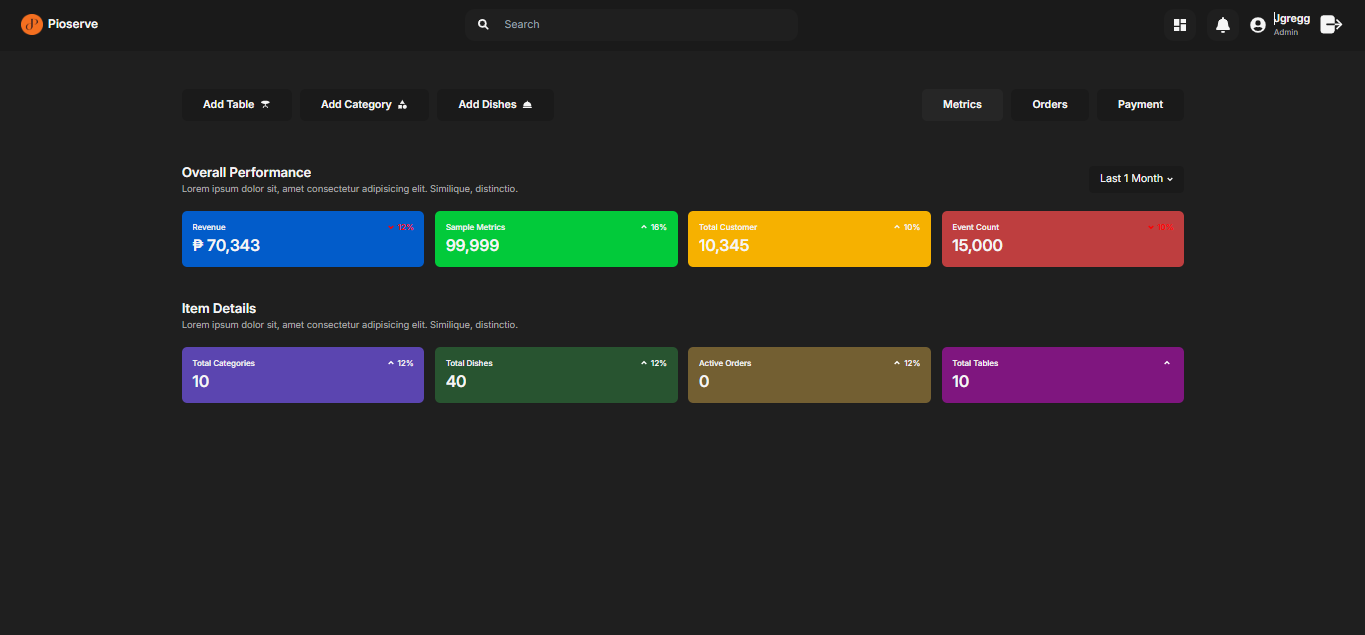 Pioserve
Search
Jgregg
Admin
Add Table
Add Category
Add Dishes
Metrics
Orders
Payment
Overall Performance
Lorem ipsum dolor sit, amet consectetur adipisicing elit. Similique, distinctio.
Last 1 Month
Revenue
12%
₱ 70,343
Sample Metrics
16%
99,999
Total Customer
10%
10,345
Event Count
10%
15,000
Item Details
Lorem ipsum dolor sit, amet consectetur adipisicing elit. Similique, distinctio.
Total Categories
12%
10
Total Dishes
12%
40
Active Orders
12%
0
Total Tables
10